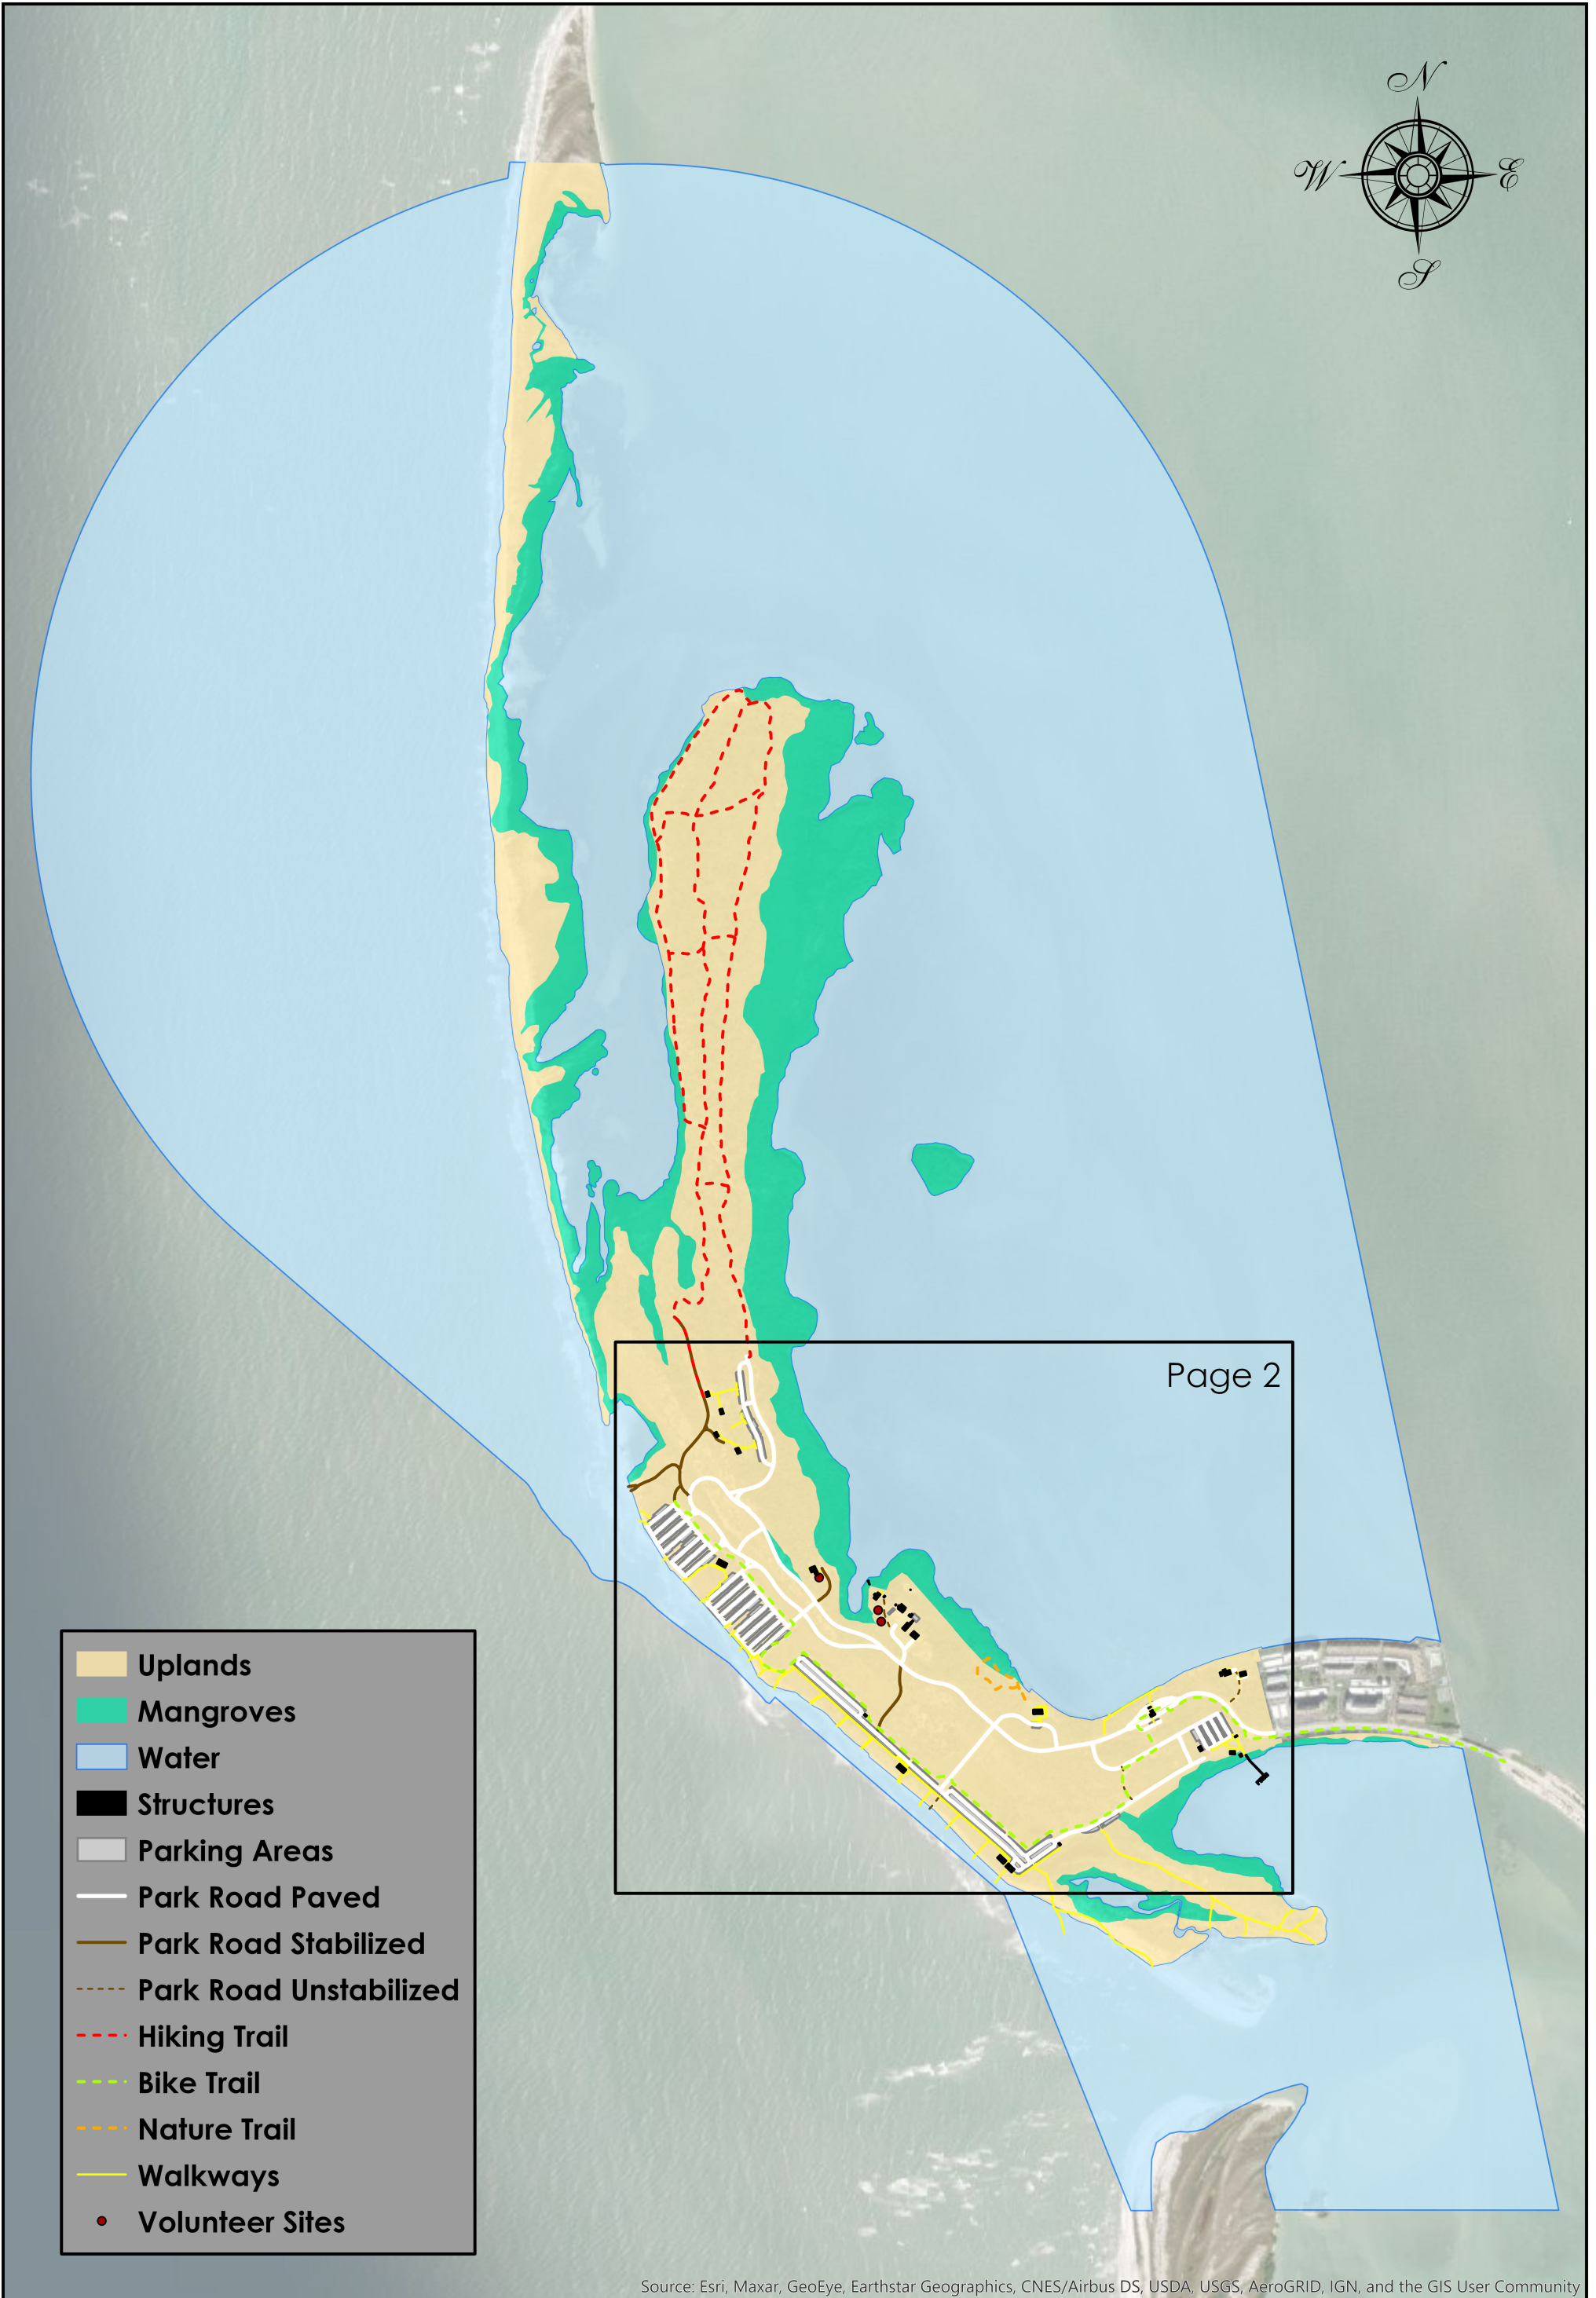 N
W
E
S
Page 2
Uplands
Mangroves
Water
Structures
Parking Areas
Park Road Paved
Park Road Stabilized
Park Road Unstabilized
Hiking Trail
Bike Trail
Nature Trail
Walkways
Volunteer Sites
Source: Esri, Maxar, GeoEye, Earthstar Geographics, CNES/Airbus DS, USDA, USGS, AeroGRID, IGN, and the GIS User Community